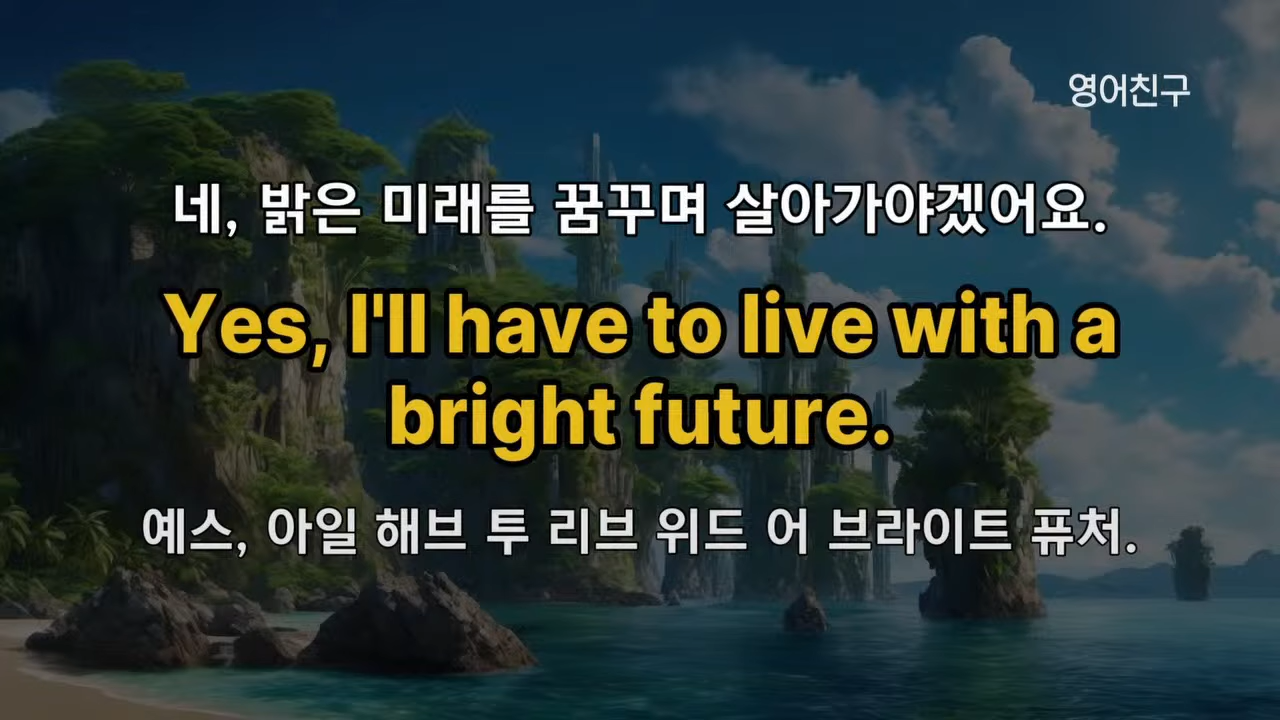 영어친구
네, 밝은 미래를 꿈꾸며 살아가야겠어요.
Yes, I'll have to live with a
bright future.
예스, 아일 해브 투 리브 위드 어 브라이트 퓨처.